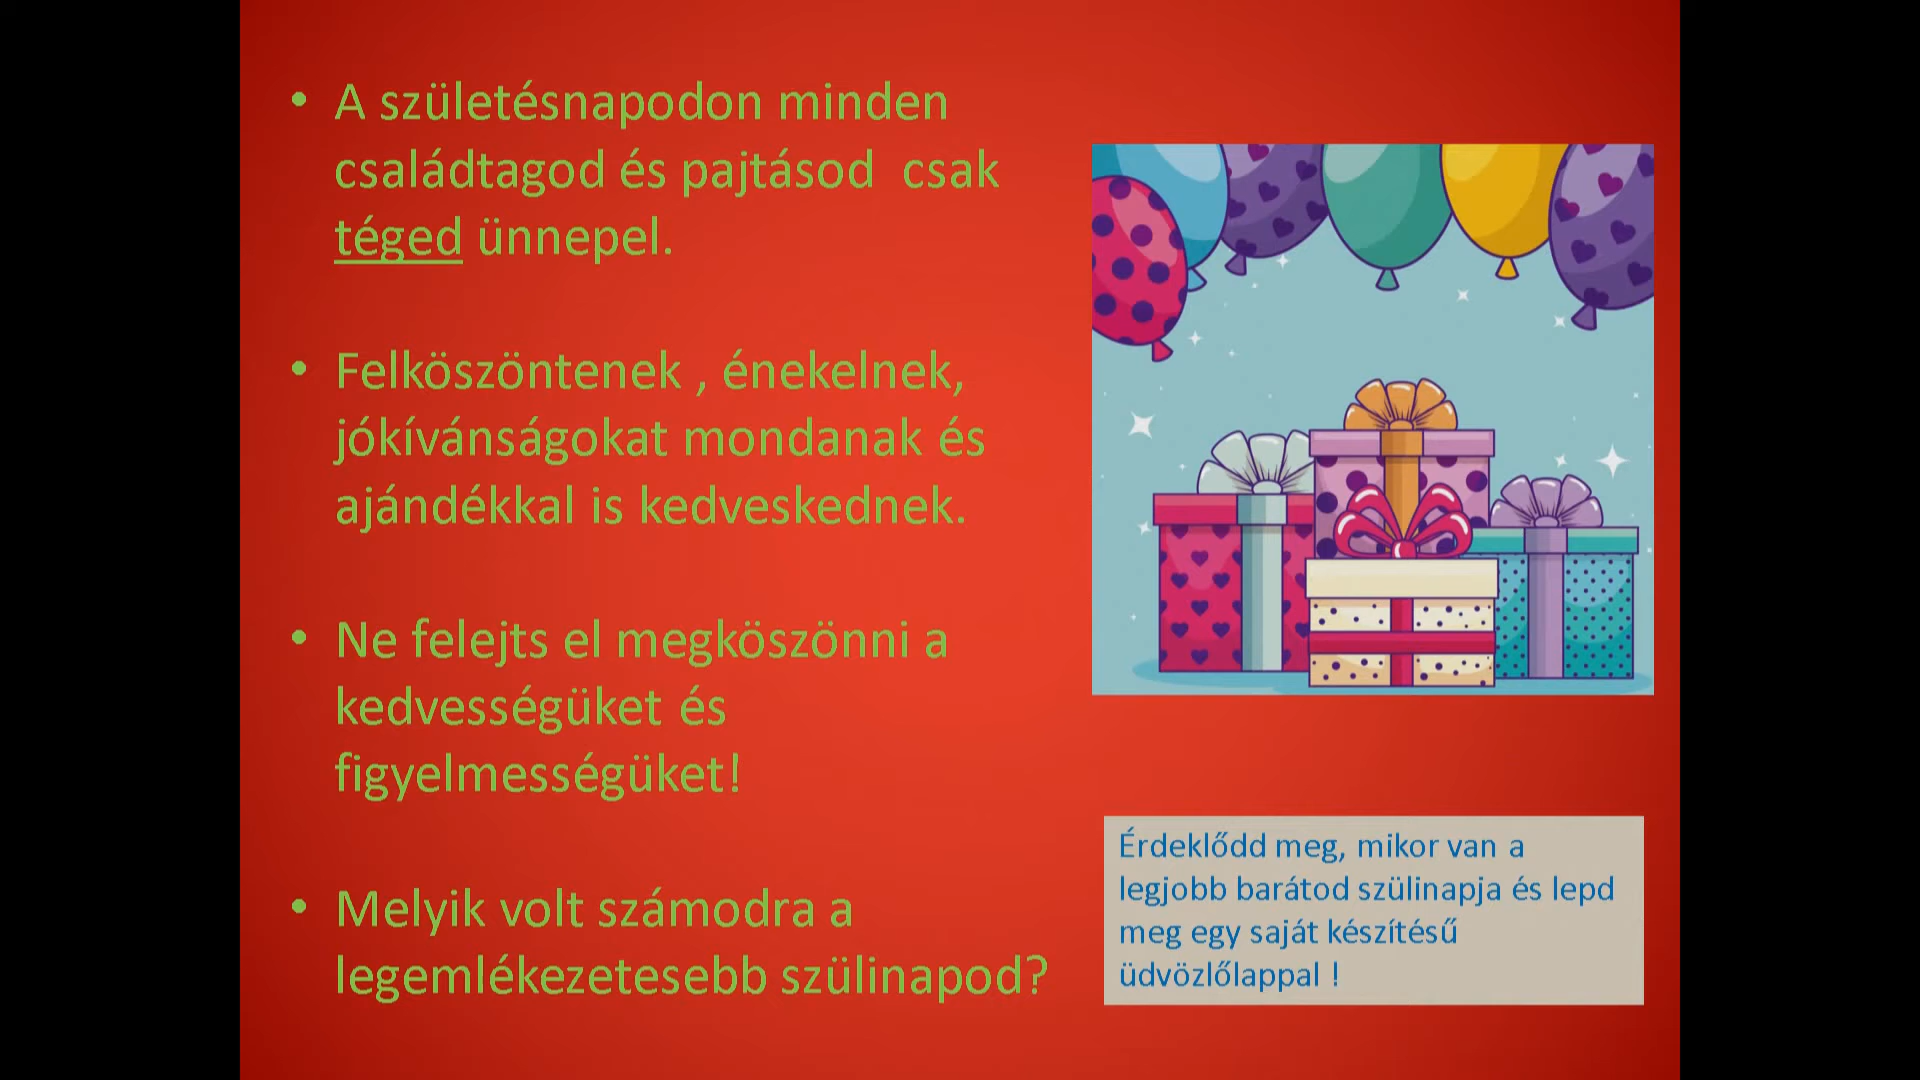 • A születésnapodon minden
családtagod és pajtásod  csak
téged ünnepel.
• Felköszöntenek , énekelnek,
jókívánságokat mondanak és
ajándékkal is kedveskednek.
• Ne felejts el megköszönni a
kedvességüket és
figyelmességüket!
• Melyik volt számodra a
legemlékezetesebb szülinapod?
Érdeklődd meg, mikor van a
legjobb barátod szülinapja és lepd
meg egy saját készítésű
üdvözlőlappal !